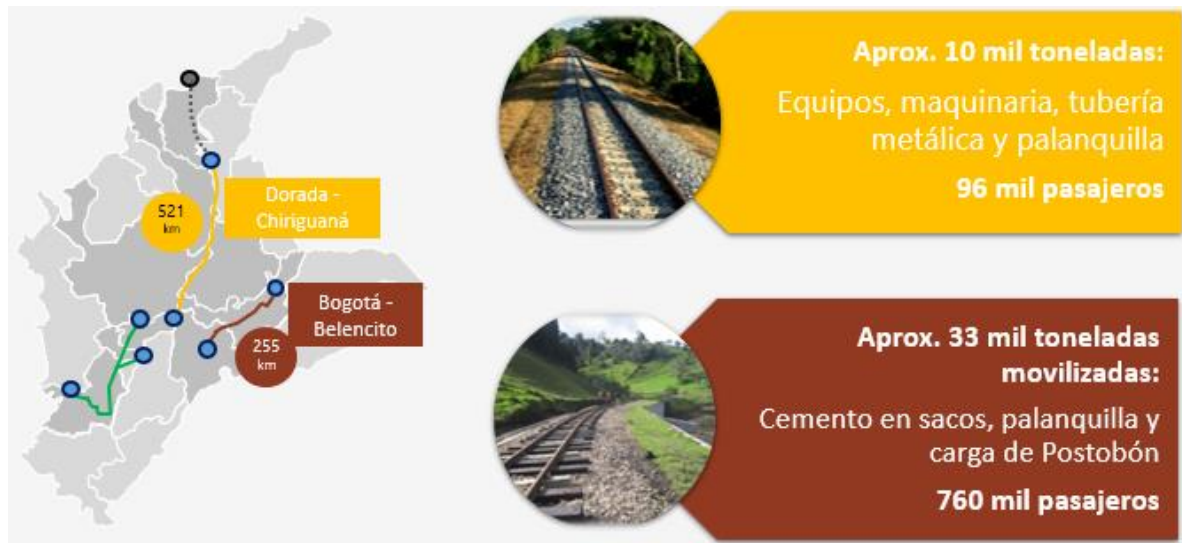 521
km
Dorada -
Chiriguaná
Bogotá -
Belencito
255
km
Aprox. 10 mil toneladas:
Equipos, maquinaria, tubería
metálica y palanquilla
96 mil pasajeros
Aprox. 33 mil toneladas
movilizadas:
Cemento en sacos, palanquilla y
carga de Postobón
760 mil pasajeros